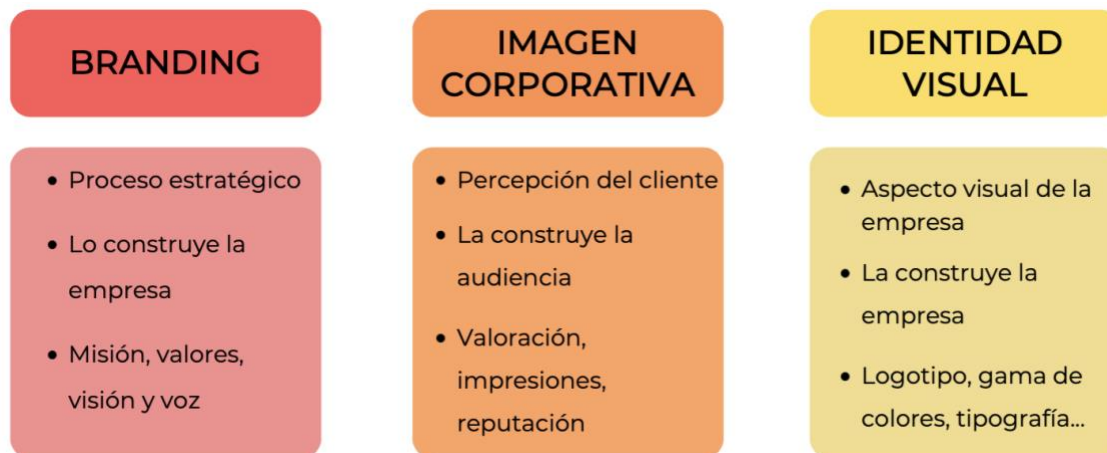 BRANDING
• Proceso estratégico
• Lo construye la
empresa
• Misión, valores,
visión y voz
IMAGEN
CORPORATIVA
• Percepción del cliente
• La construye la
audiencia
• Valoración,
impresiones,
reputación
IDENTIDAD
VISUAL
• Aspecto visual de la
empresa
• La construye la
empresa
• Logotipo, gama de
colores, tipografía...